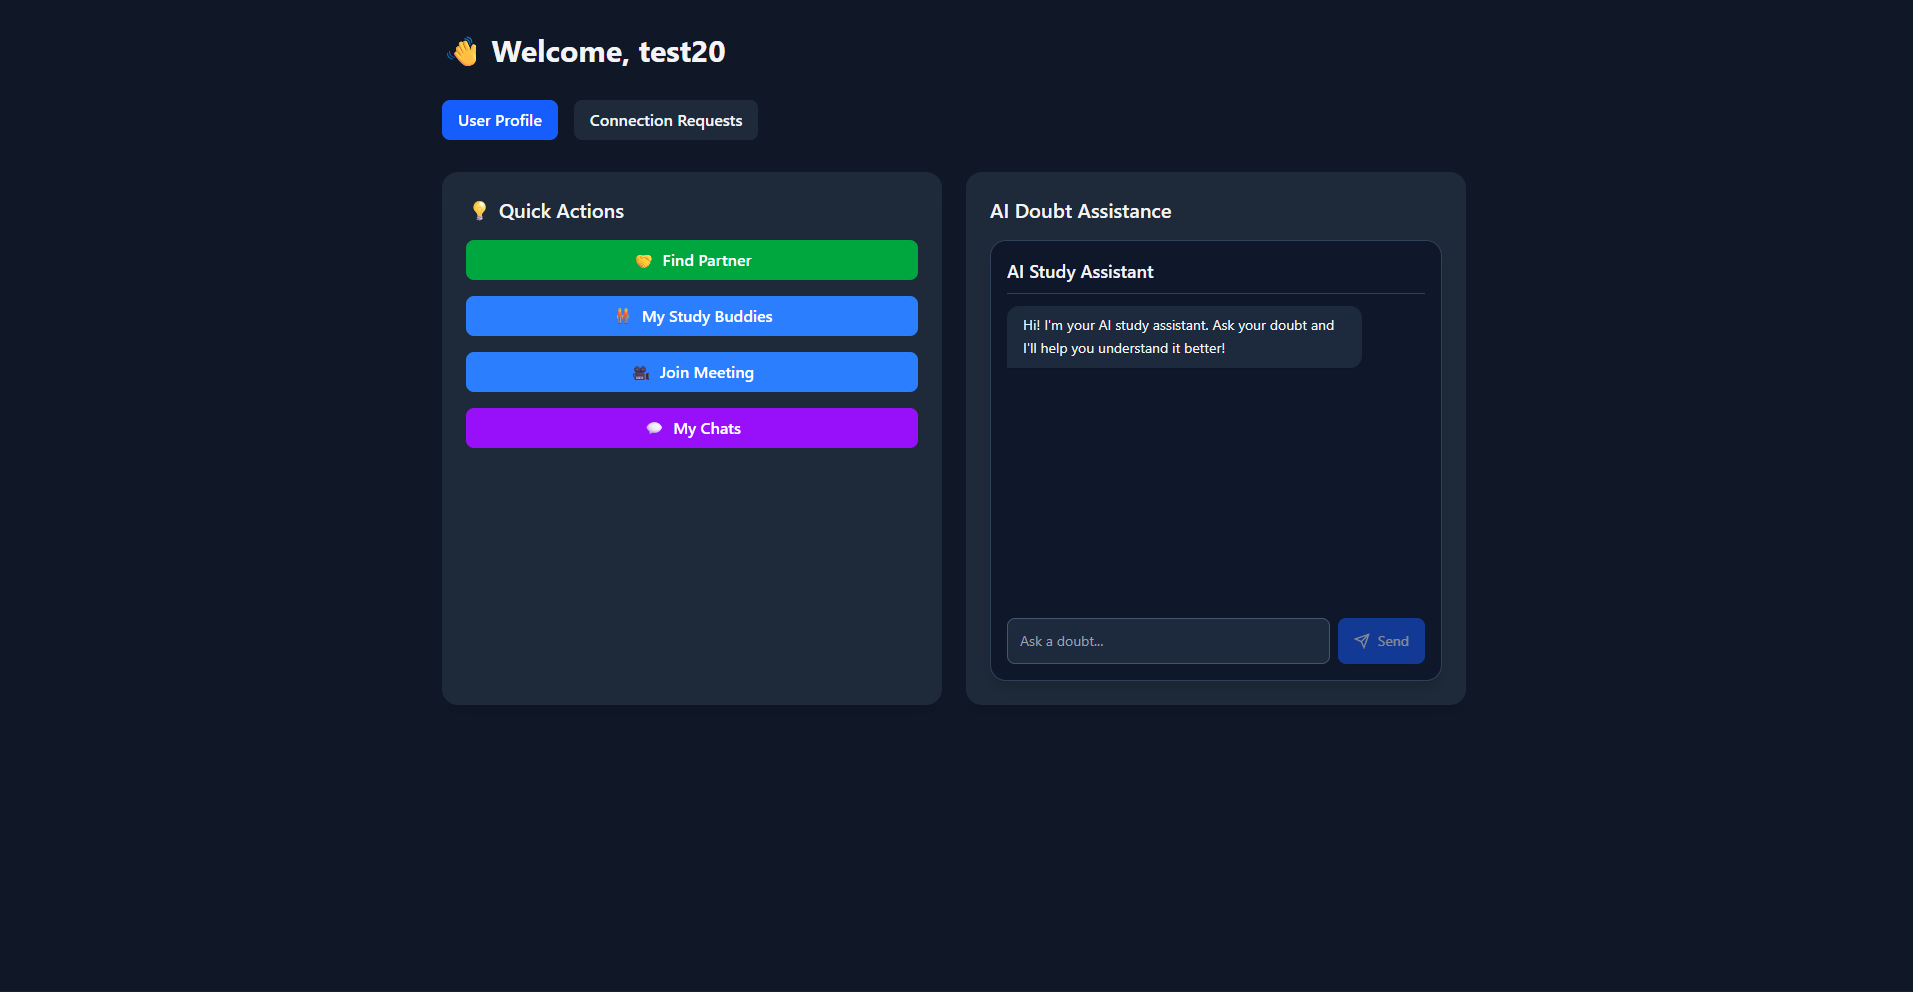 👋 Welcome, test20
User Profile
Connection Requests
💡 Quick Actions
🤝 Find Partner
👭 My Study Buddies
🎥 Join Meeting
💬 My Chats
AI Doubt Assistance
AI Study Assistant
Hi! I'm your AI study assistant. Ask your doubt and
I'll help you understand it better!
Ask a doubt...
Send